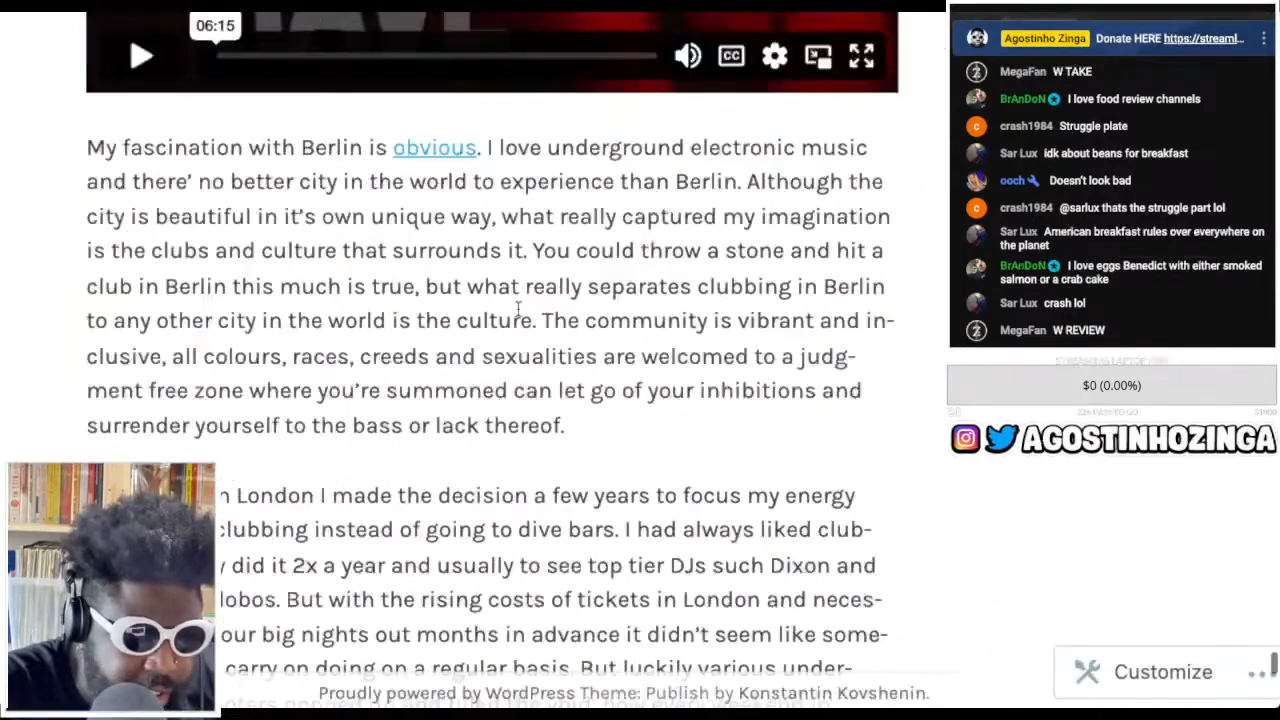 06:15
CC
My fascination with Berlin is obvious. I love underground electronic music
and there’ no better city in the world to experience than Berlin. Although the
city is beautiful in it’s own unique way, what really captured my imagination
is the clubs and culture that surrounds it. You could throw a stone and hit a
club in Berlin this much is true, but what really separates clubbing in Berlin
to any other city in the world is the culture. The community is vibrant and in-
clusive, all colours, races, creeds and sexualities are welcomed to a judg-
ment free zone where you’re summoned can let go of your inhibitions and
surrender yourself to the bass or lack thereof.
London I made the decision a few years to focus my energy
clubbing instead of going to dive bars. I had always liked club-
did it 2x a year and usually to see top tier DJs such Dixon and
But with the rising costs of tickets in London and neces-
our big nights out months in advance it didn’t seem like some-
carry on doing on a regular basis. But luckily various under-
Proudly powered by WordPress Theme: Publish by Konstantin Kovshenin.
Agostinho Zinga Donate HERE https://streaml...
MegaFan W TAKE
BrAnDoN I love food review channels
crash1984 Struggle plate
Sar Lux idk about beans for breakfast
ooch Doesn't look bad
crash1984 @sarlux thats the struggle part lol
Sar Lux American breakfast rules over everywhere on
the planet
BrAnDoN I love eggs Benedict with either smoked
salmon or a crab cake
Sar Lux crash lol
MegaFan W REVIEW
$0 (0.00%)
AGOSTINHOZINGA
Customize